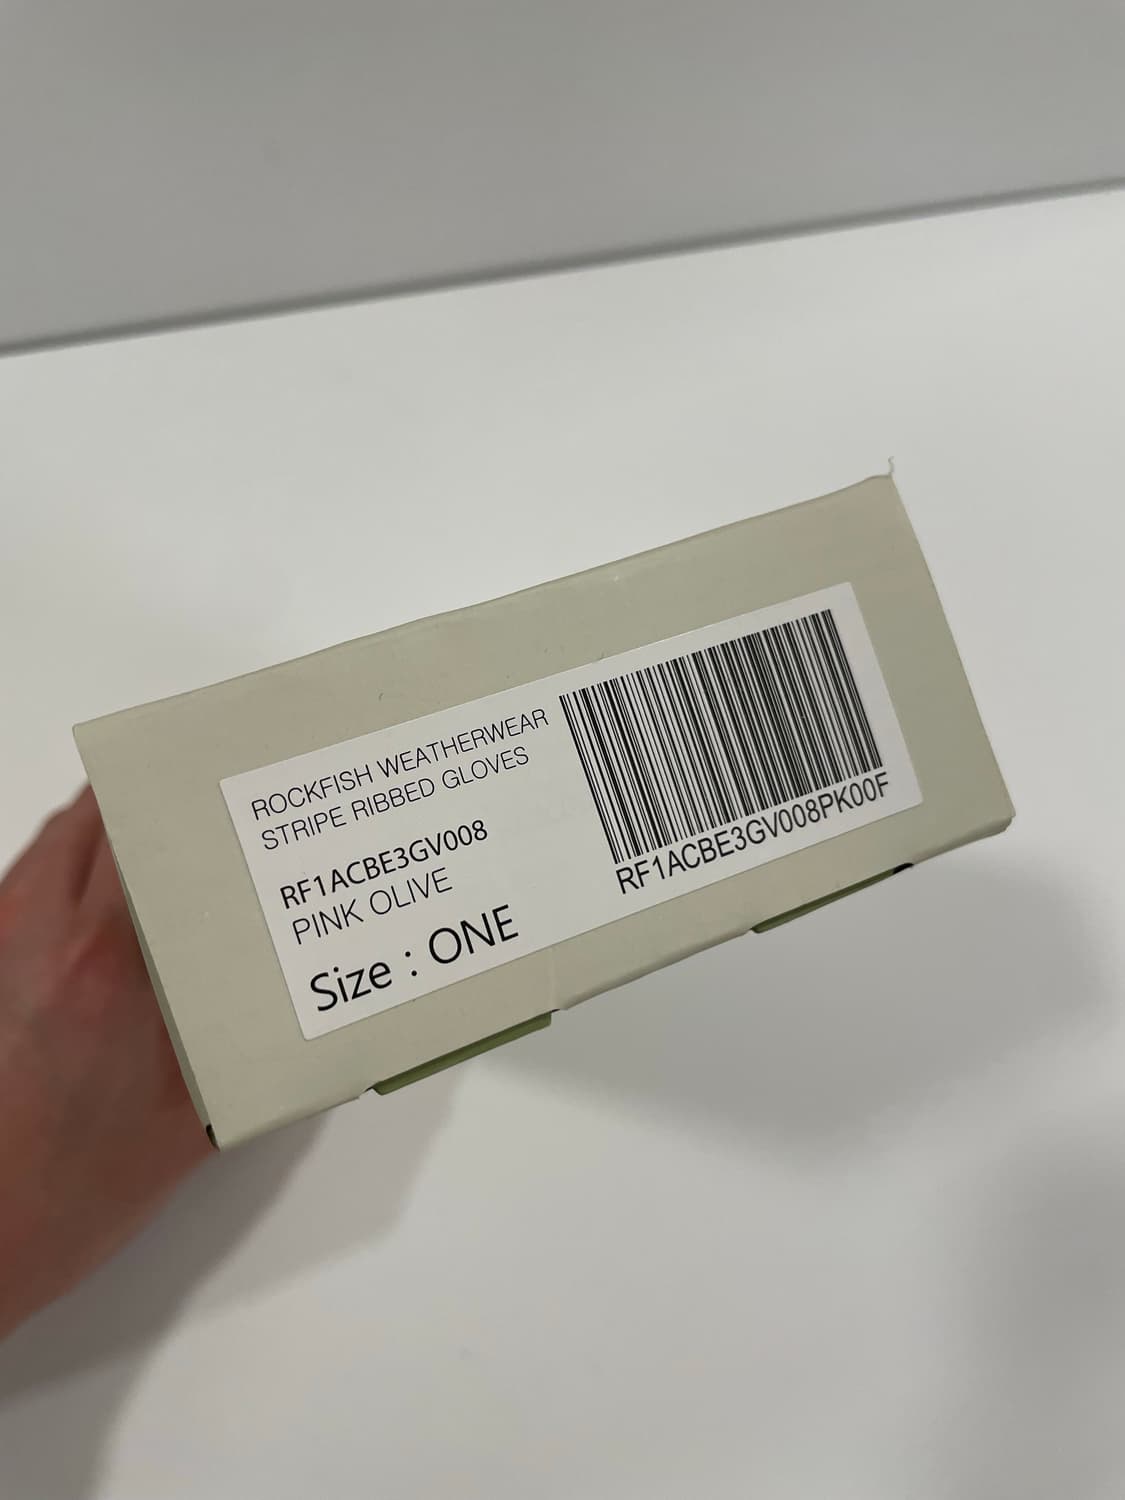 ROCKFISH WEATHERWEAR
STRIPE RIBBED GLOVES
RF1ACBE3GV008
PINK OLIVE
Size : ONE
RF1ACBE3GV008PK00F